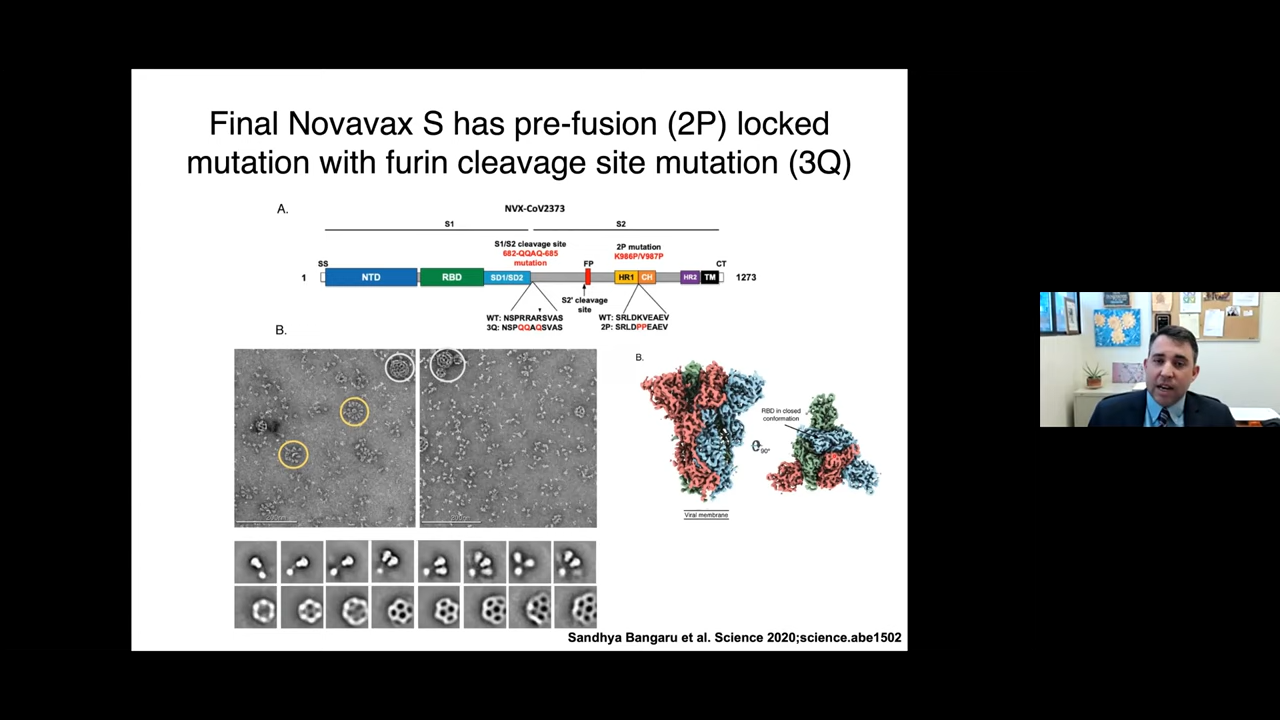 Final Novavax S has pre-fusion (2P) locked
mutation with furin cleavage site mutation (3Q)
A.
NVX-CoV2373
S1
S2
S1/S2 cleavage site
682-QQAQ-685
mutation
2P mutation
K986P/V987P
SS
FP
CT
1
NTD
RBD
SD1/SD2
HR1
CH
HR2
TM
1273
S2' cleavage
site
WT: NSPRRARSVAS
3Q: NSPQQAQSVAS
WT: SRLDKVEAEV
2P: SRLDPPEAEV
B.
B.
RBD in closed
conformation
90°
Viral membrane
Sandhya Bangaru et al. Science 2020;science.abe1502